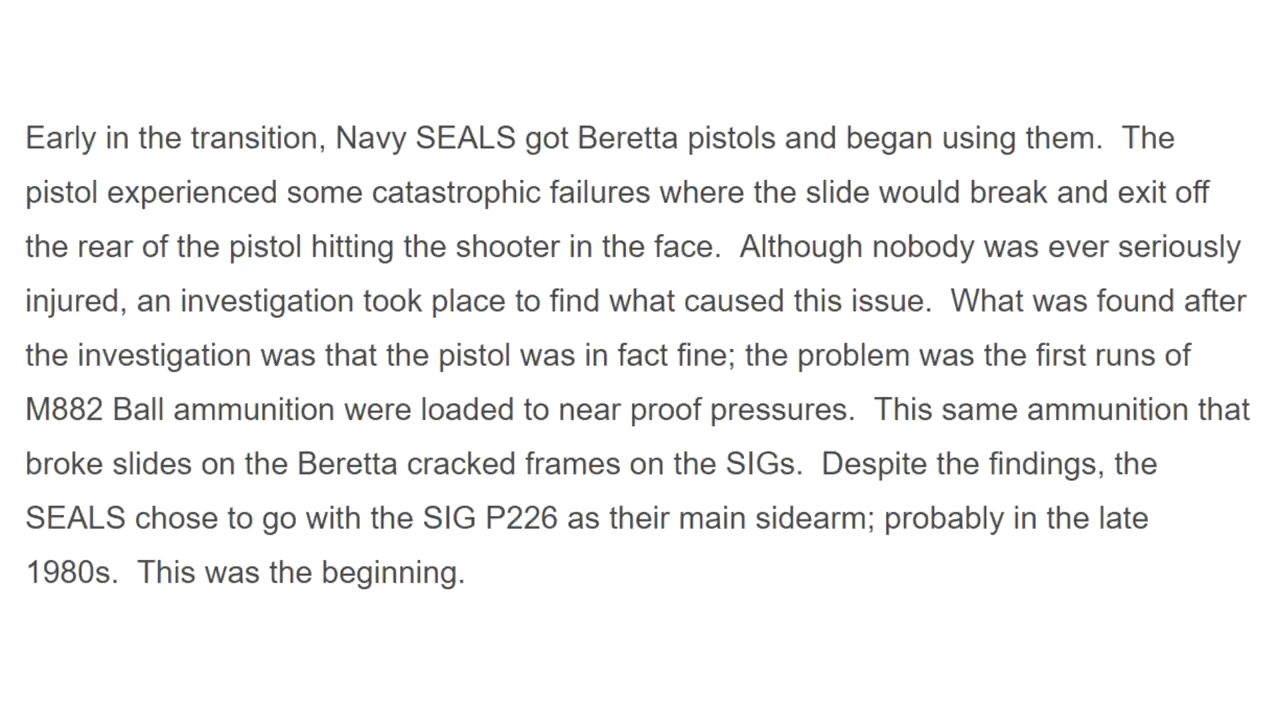 Early in the transition, Navy SEALS got Beretta pistols and began using them.  The
pistol experienced some catastrophic failures where the slide would break and exit off
the rear of the pistol hitting the shooter in the face.  Although nobody was ever seriously
injured, an investigation took place to find what caused this issue.  What was found after
the investigation was that the pistol was in fact fine; the problem was the first runs of
M882 Ball ammunition were loaded to near proof pressures.  This same ammunition that
broke slides on the Beretta cracked frames on the SIGs.  Despite the findings, the
SEALS chose to go with the SIG P226 as their main sidearm; probably in the late
1980s.  This was the beginning.